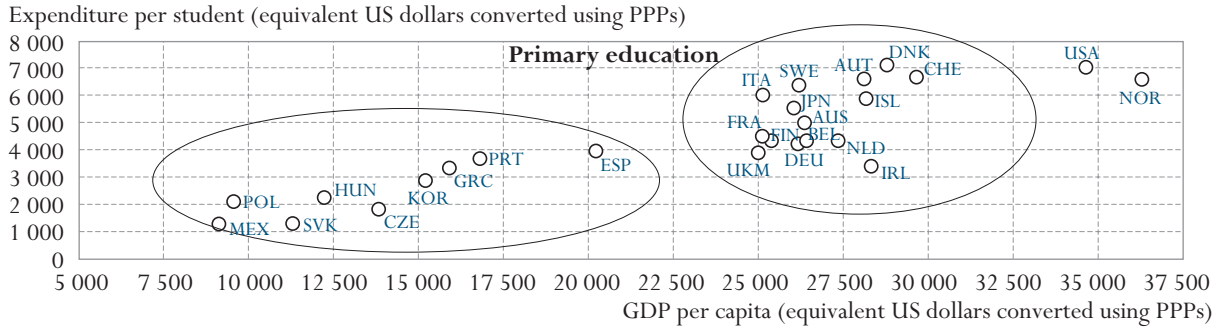 Expenditure per student (equivalent US dollars converted using PPPs)
8 000
Primary education
7 000
6 000
5 000
4 000
3 000
2 000
1 000
0
DNK
USA
SWE
AUT
CHE
ITA
NOR
JPN
ISL
AUS
FRA
FIN
BEL
NLD
DEU
UKM
IRL
PRT
ESP
GRC
KOR
HUN
POL
CZE
SVK
MEX
5 000 7 500 10 000 12 500 15 000 17 500 20 000 22 500 25 000 27 500 30 000 32 500 35 000 37 500
GDP per capita (equivalent US dollars converted using PPPs)